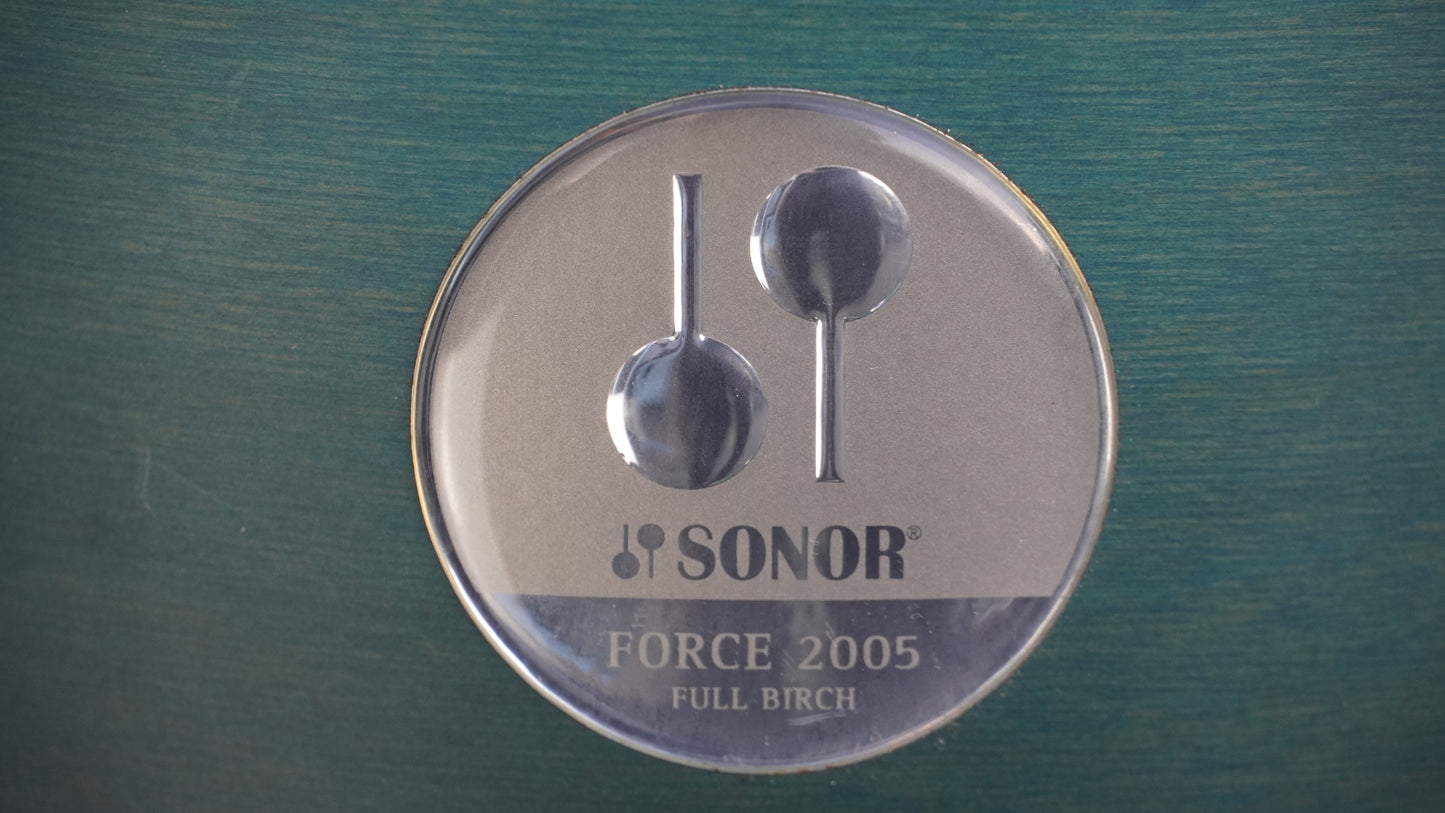 SONOR®
FORCE 2005
FULL BIRCH